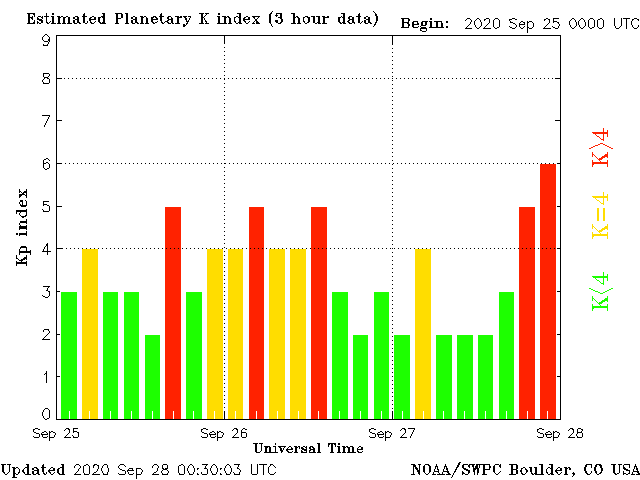 Estimated Planetary K index (3 hour data) Begin: 2020 Sep 25 0000 UTC
9
8
7
6
5
4
3
2
1
0
Kp index
K>4
K=4
K<4
Sep 25 Sep 26 Sep 27 Sep 28
Universal Time
Updated 2020 Sep 28 00:30:03 UTC NOAA/SWPC Boulder, CO USA